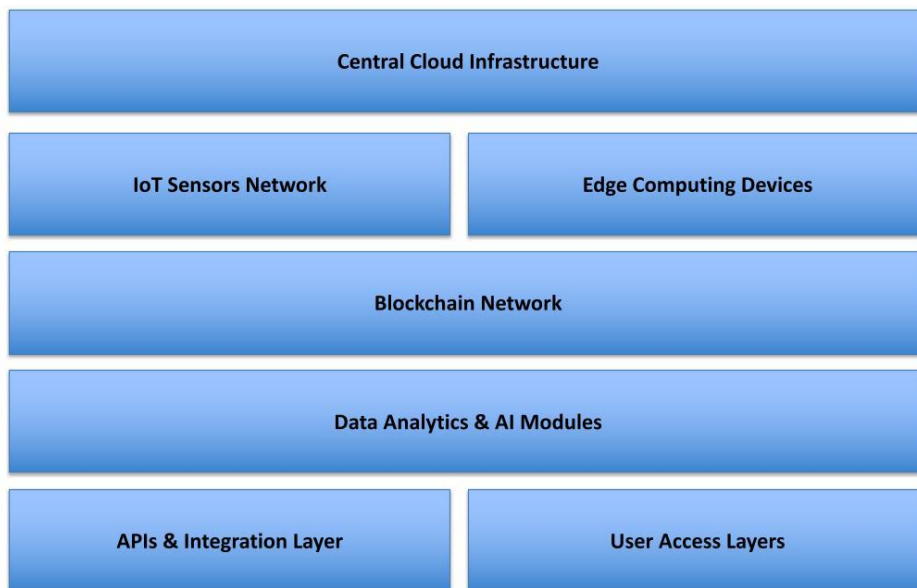 Central Cloud Infrastructure
IoT Sensors Network
Edge Computing Devices
Blockchain Network
Data Analytics & AI Modules
APIs & Integration Layer
User Access Layers